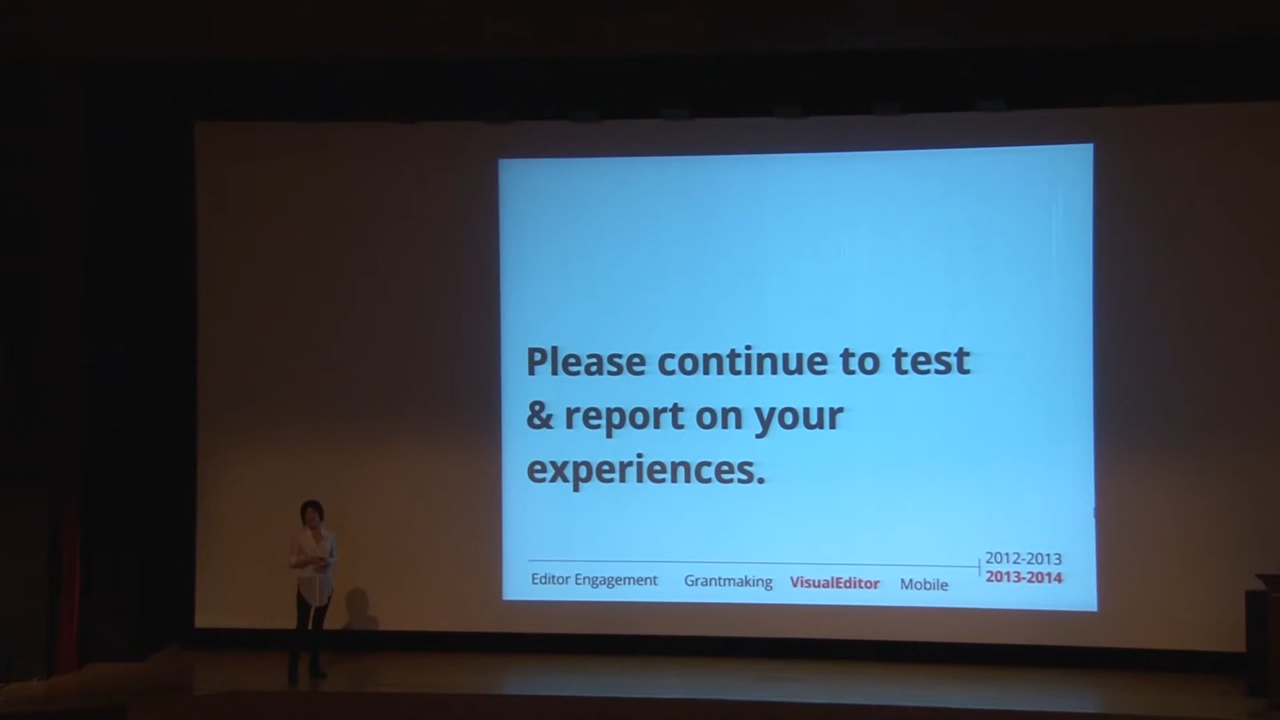 Please continue to test
& report on your
experiences.
2012-2013
Editor Engagement Grantmaking VisualEditor Mobile 2013-2014